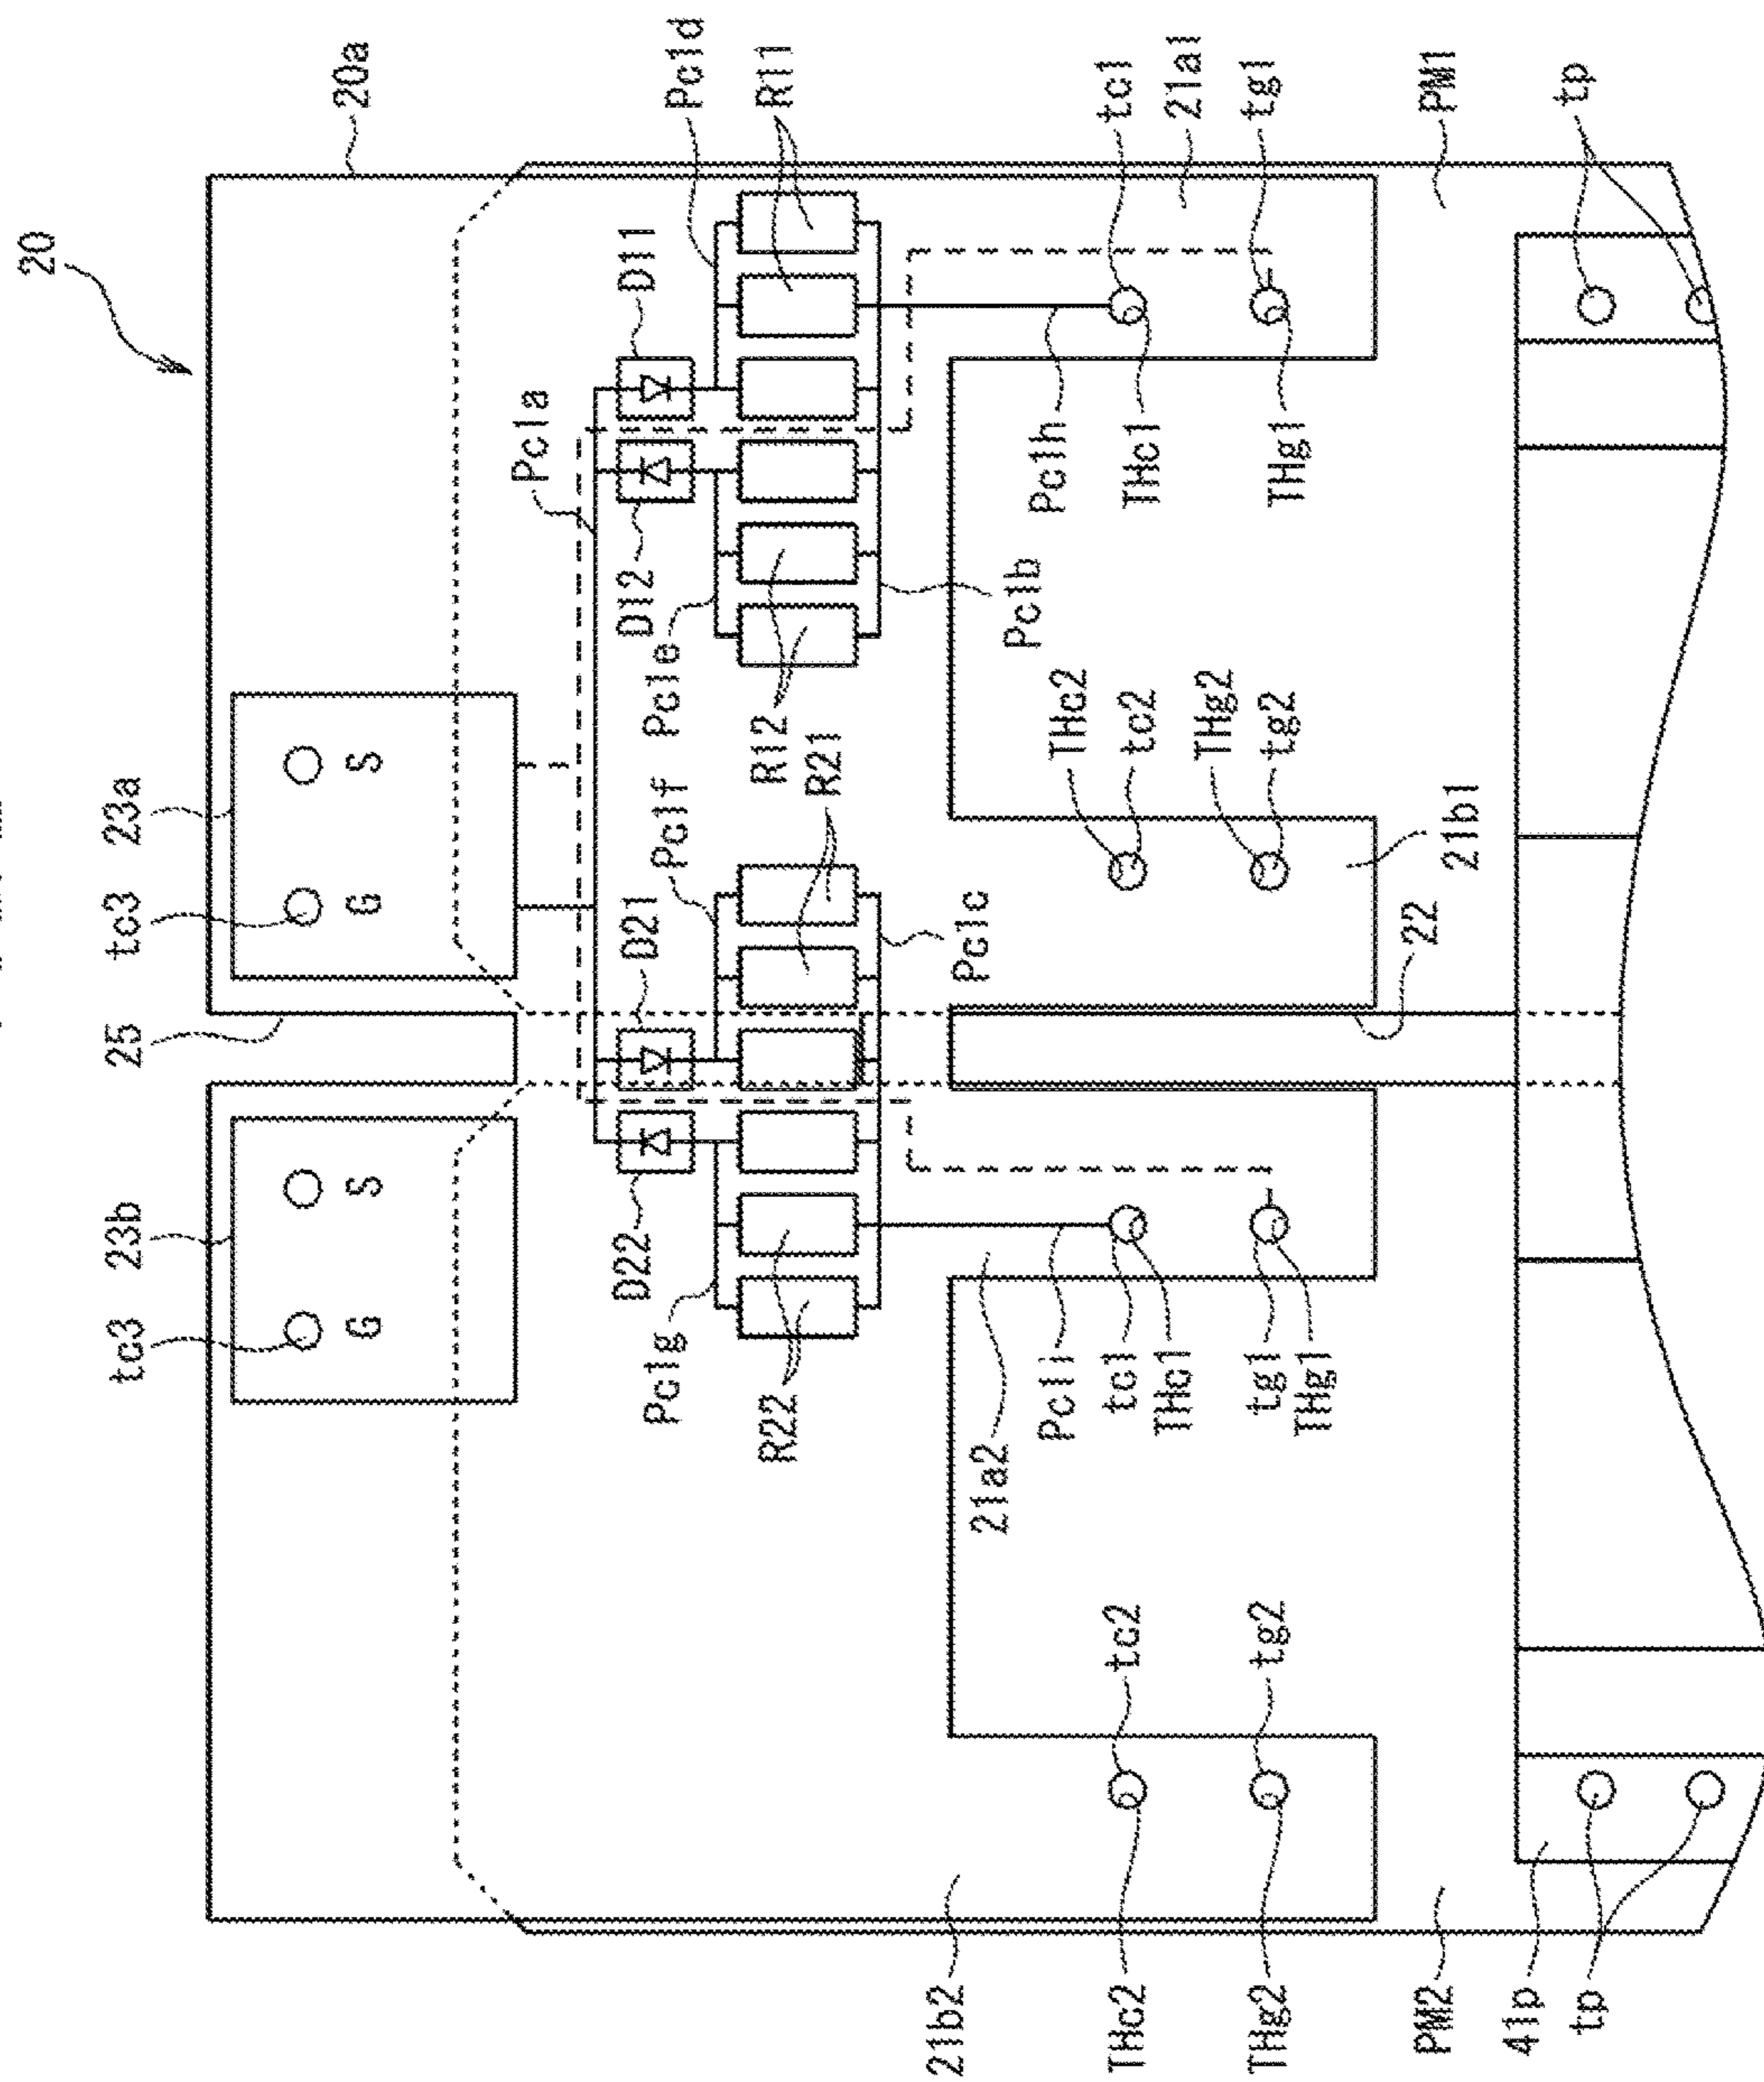 20
tc3 23b 25 tc3 23a
20a
G S G S
Pc1a
D22 D21 D12 D11
Pc1g Pc1f Pc1e Pc1d
R22 R12 R11
R21
21b2
Pc1c
21a2
Pc1b
Pc1i Pc1h
THc2
THc2 tc2 tc1 tc2 THc1 tc1
THc1 21a1
THg2
THg2 tg2 tg1 tg2 THg1 tg1
THg1
22
PM2 PM1
21b1
41p
tp tp